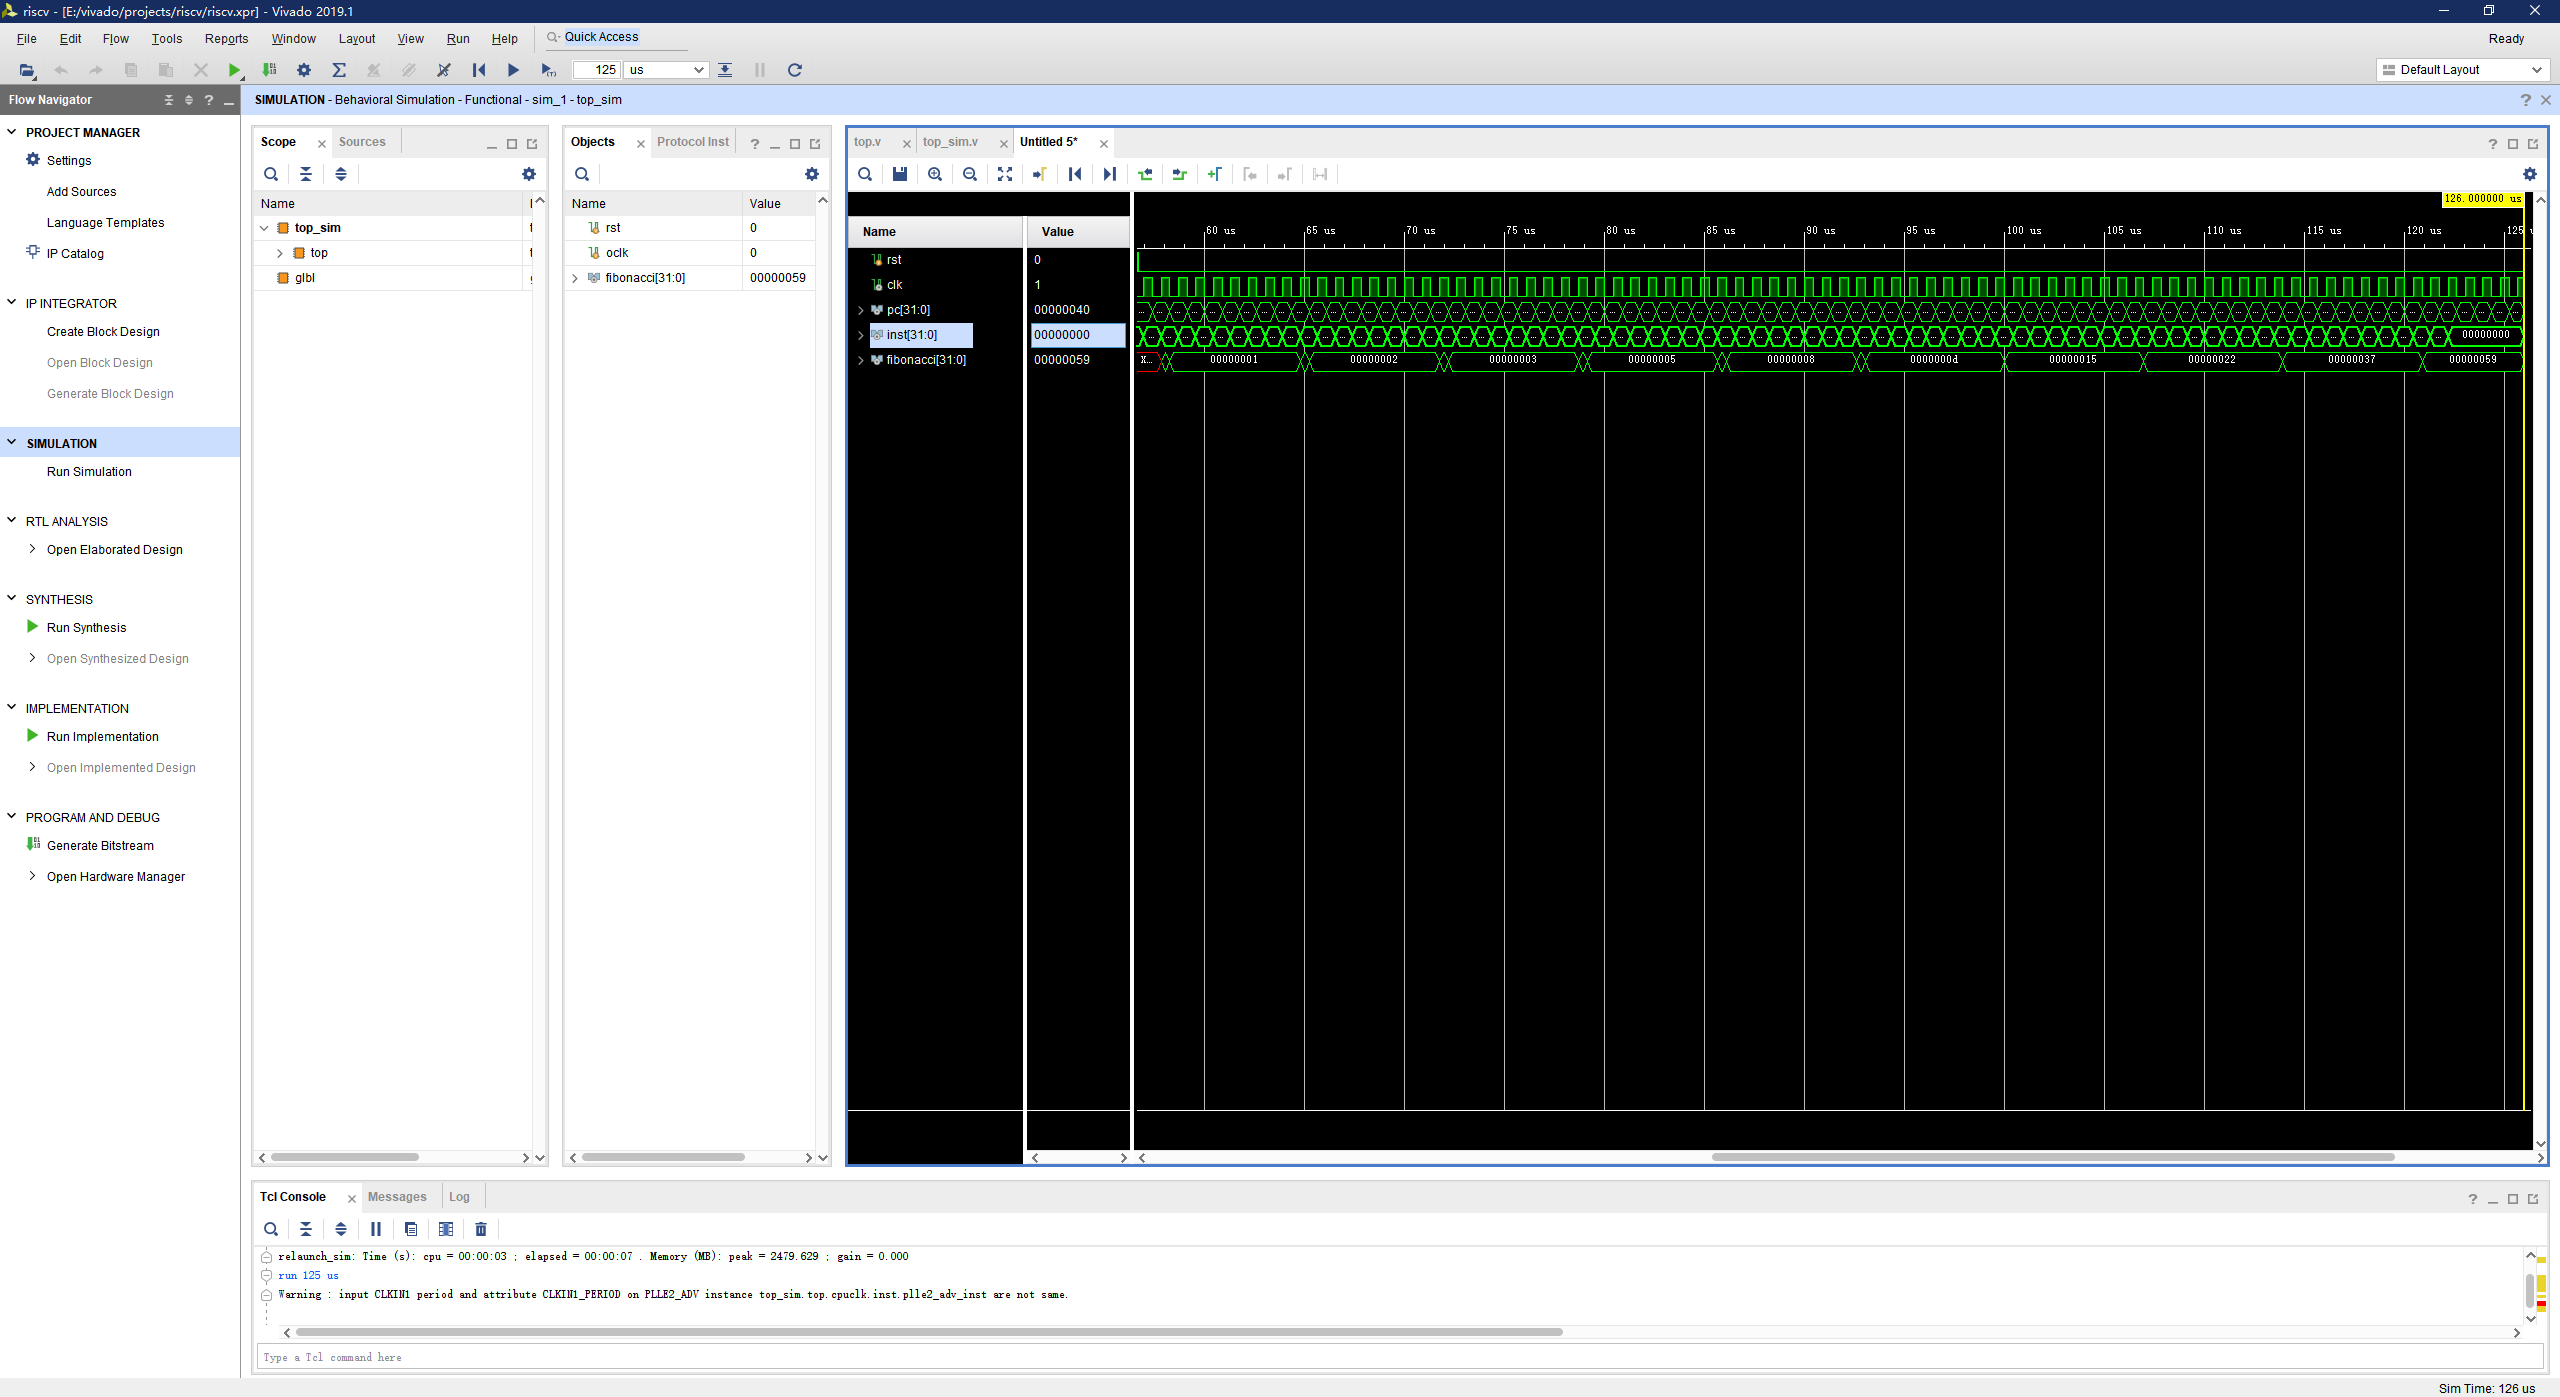 riscv - [E:/vivado/projects/riscv/riscv.xpr] - Vivado 2019.1
File Edit Flow Tools Reports Window Layout View Run Help Quick Access Ready
125 us Default Layout
Flow Navigator
SIMULATION - Behavioral Simulation - Functional - sim_1 - top_sim
PROJECT MANAGER
Settings
Add Sources
Language Templates
IP Catalog
IP INTEGRATOR
Create Block Design
Open Block Design
Generate Block Design
SIMULATION
Run Simulation
RTL ANALYSIS
Open Elaborated Design
SYNTHESIS
Run Synthesis
Open Synthesized Design
IMPLEMENTATION
Run Implementation
Open Implemented Design
PROGRAM AND DEBUG
Generate Bitstream
Open Hardware Manager
Scope Sources
Name
top_sim
top
glbl
Objects Protocol Inst
Name Value
rst 0
oclk 0
fibonacci[31:0] 00000059
top.v top_sim.v Untitled 5*
126.000000 us
Name Value
60 us 65 us 70 us 75 us 80 us 85 us 90 us 95 us 100 us 105 us 110 us 115 us 120 us 125
rst 0
clk 1
pc[31:0] 00000040
inst[31:0] 00000000 00000000
fibonacci[31:0] 00000059 X... 00000001 00000002 00000003 00000005 00000008 0000000d 00000015 00000022 00000037 00000059
Tcl Console Messages Log
relaunch_sim: Time (s): cpu = 00:00:03 ; elapsed = 00:00:07 . Memory (MB): peak = 2479.629 ; gain = 0.000
run 125 us
Warning : input CLKIN1 period and attribute CLKIN1_PERIOD on PLLE2_ADV instance top_sim.top.cpuclk.inst.plle2_adv_inst are not same.
Type a Tcl command here
Sim Time: 126 us